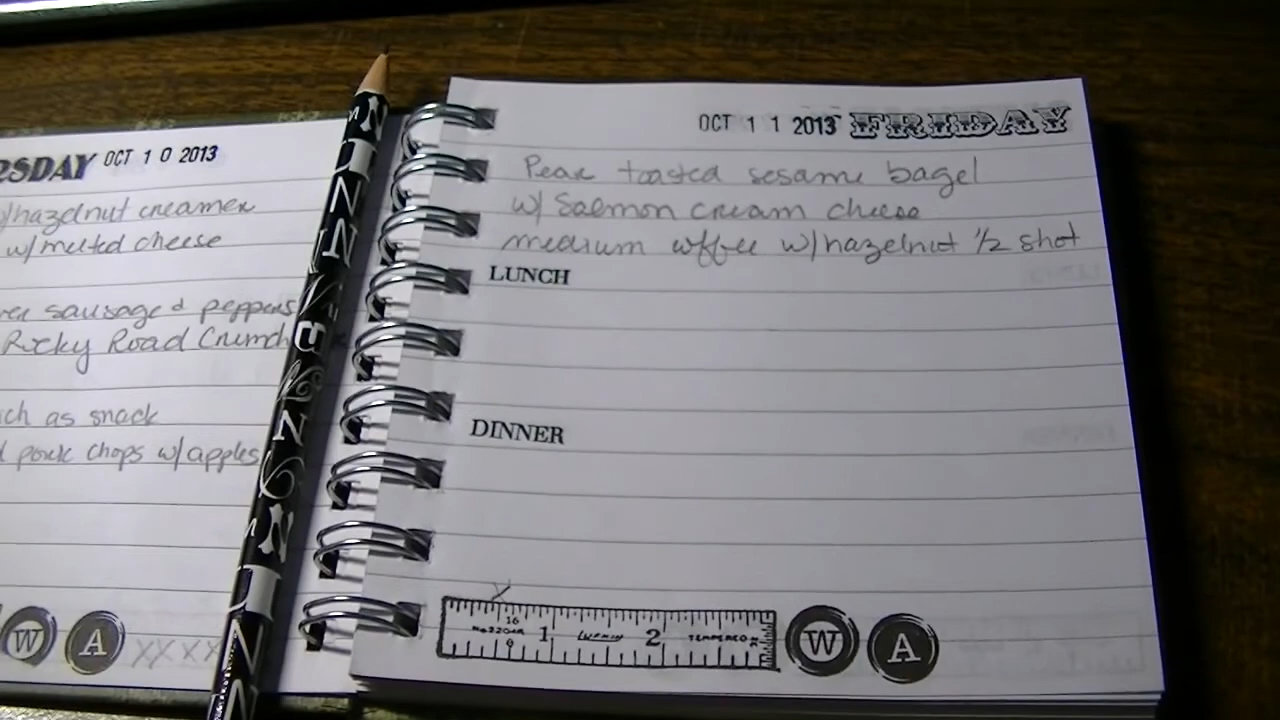 RSDAY OCT 1 0 2013
w/hazelnut creamer
w/ melted cheese
sausage & peppers
Rocky Road Crunch
ch as snack
pork chops w/apples
W A XXXX
OCT 1 1 2013 FRIDAY
toasted sesame bagel
w/ Salmon cream cheese
medium coffee w/hazelnut 1/2 shot
LUNCH
DINNER
16 1 2
W A